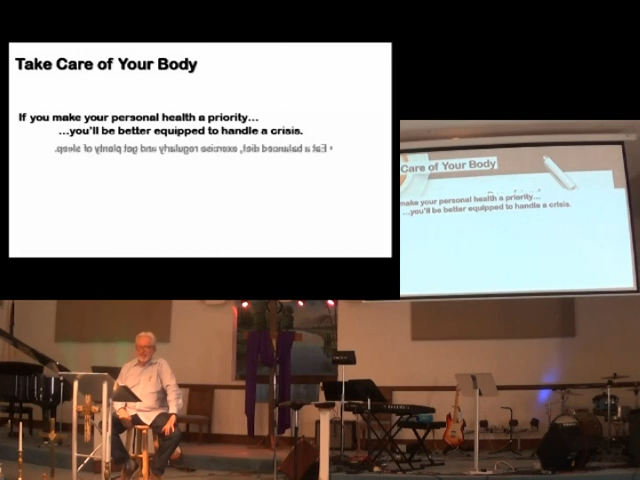 Take Care of Your Body
If you make your personal health a priority...
...you'll be better equipped to handle a crisis.
• Eat a balanced diet, exercise regularly and get plenty of sleep.
Care of Your Body
make your personal health a priority...
...you'll be better equipped to handle a crisis.